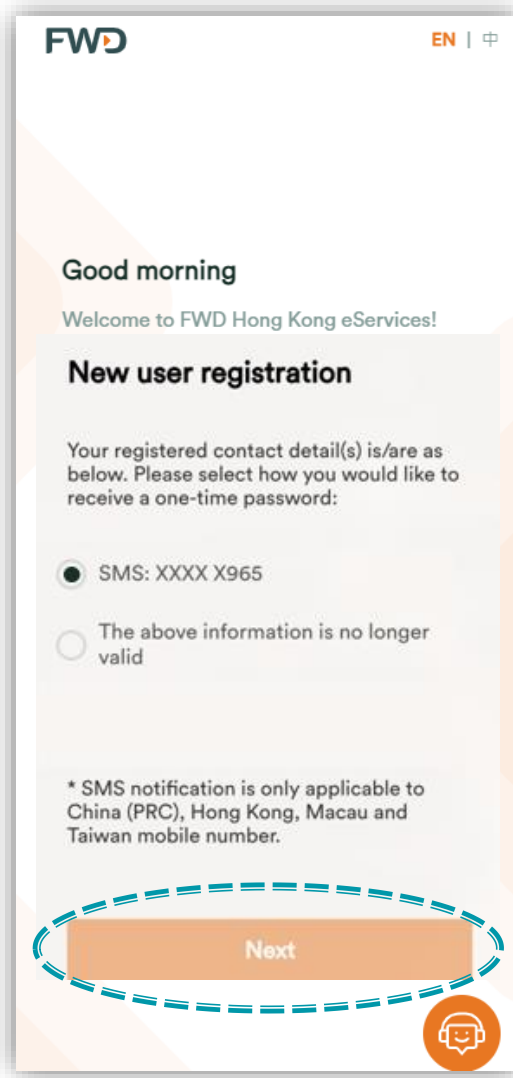 FWD
EN | 中
Good morning
Welcome to FWD Hong Kong eServices!
New user registration
Your registered contact detail(s) is/are as
below. Please select how you would like to
receive a one-time password:
SMS: XXXX X965
The above information is no longer
valid
* SMS notification is only applicable to
China (PRC), Hong Kong, Macau and
Taiwan mobile number.
Next